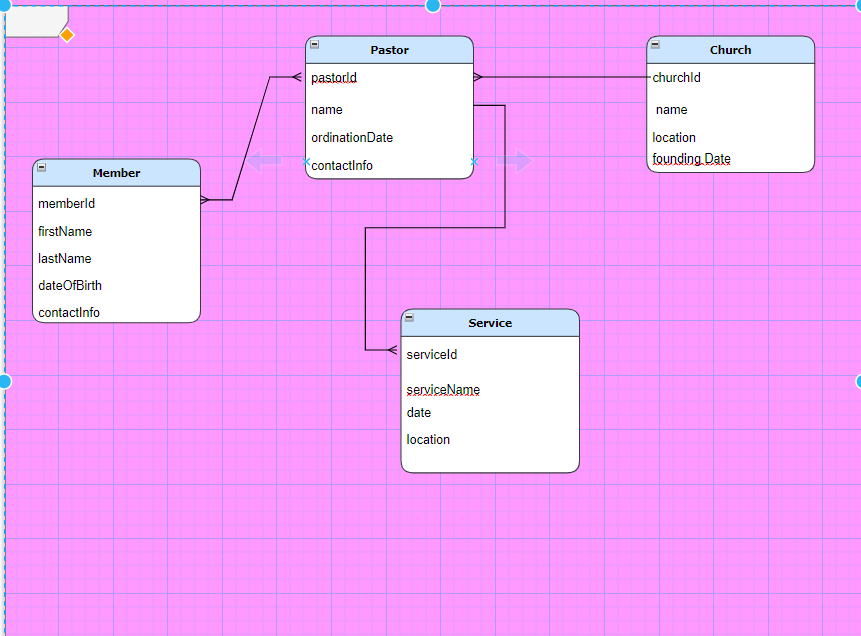 Pastor
pastorId
name
ordinationDate
contactInfo
Church
churchId
name
location
founding.Date
Member
memberId
firstName
lastName
dateOfBirth
contactInfo
Service
serviceId
serviceName
date
location